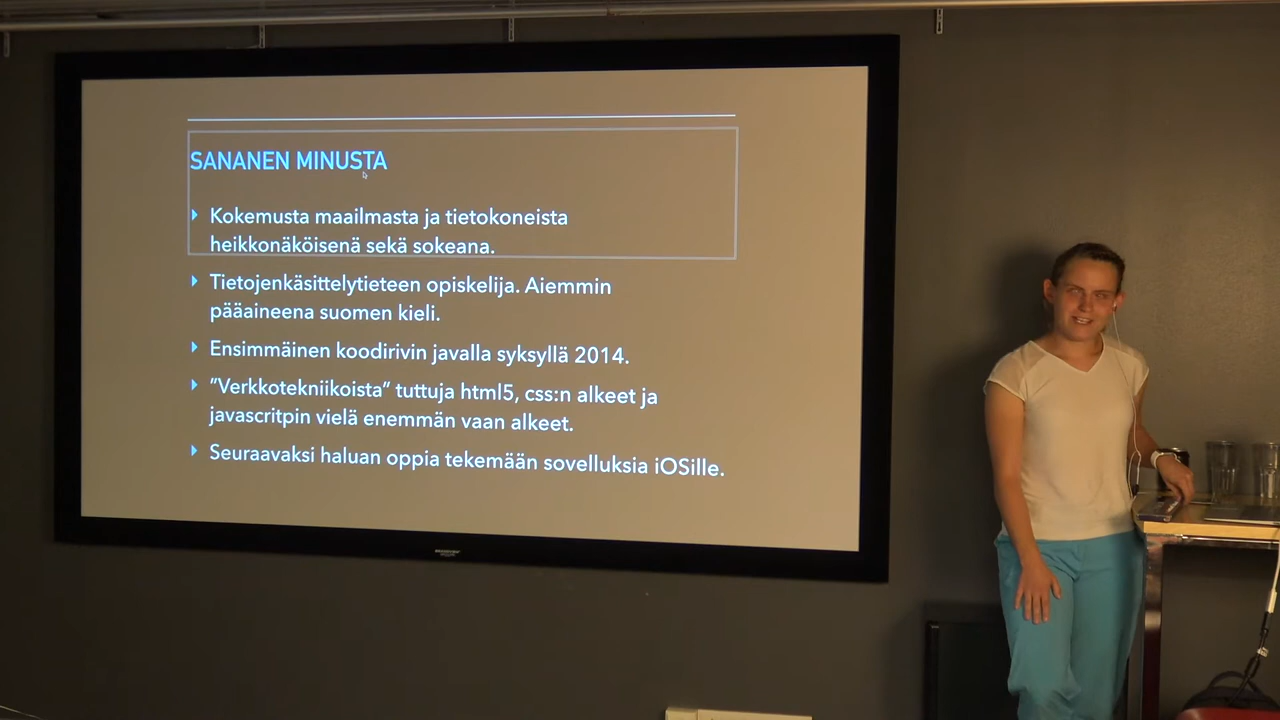 SANANEN MINUSTA
Kokemusta maailmasta ja tietokoneista
heikkonäköisenä sekä sokeana.
Tietojenkäsittelytieteen opiskelija. Aiemmin
pääaineena suomen kieli.
Ensimmäinen koodirivin javalla syksyllä 2014.
”Verkkotekniikoista” tuttuja html5, css:n alkeet ja
javascritpin vielä enemmän vaan alkeet.
Seuraavaksi haluan oppia tekemään sovelluksia iOSille.